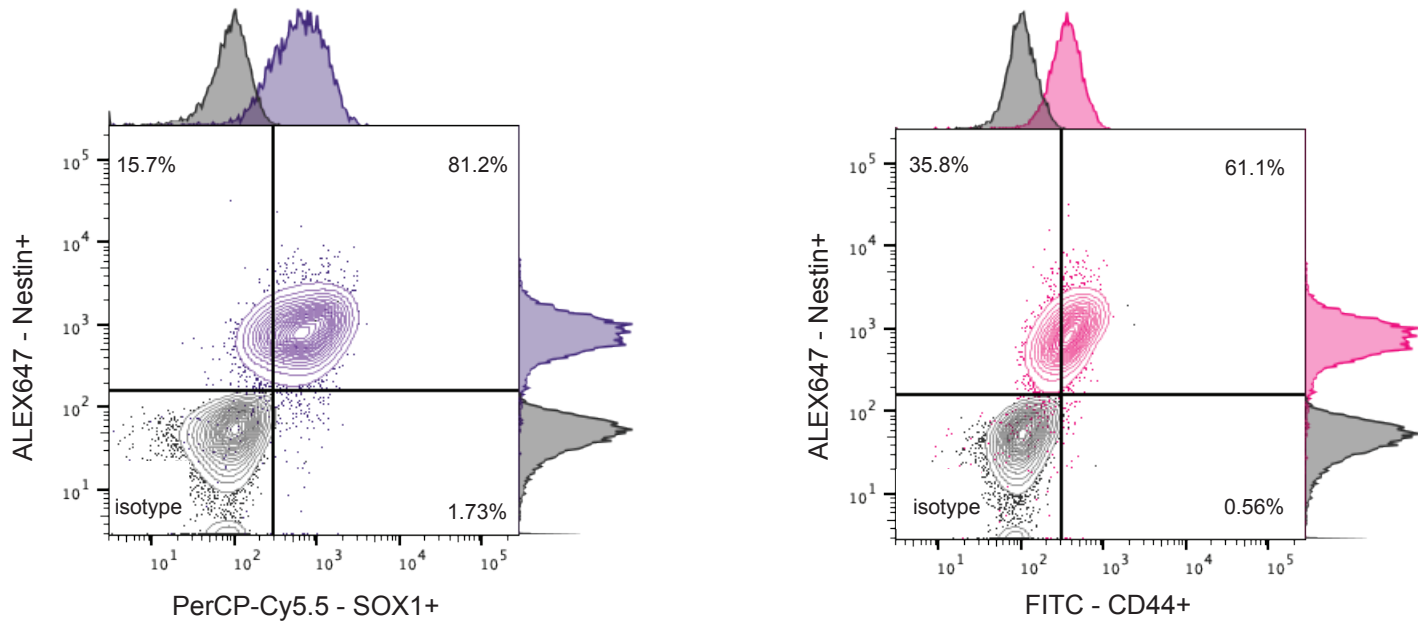 15.7%
81.2%
ALEX647 - Nestin+
10^5
10^4
10^3
10^2
10^1
isotype
1.73%
10^1 10^2 10^3 10^4 10^5
PerCP-Cy5.5 - SOX1+
35.8%
61.1%
ALEX647 - Nestin+
10^5
10^4
10^3
10^2
10^1
isotype
0.56%
10^1 10^2 10^3 10^4 10^5
FITC - CD44+